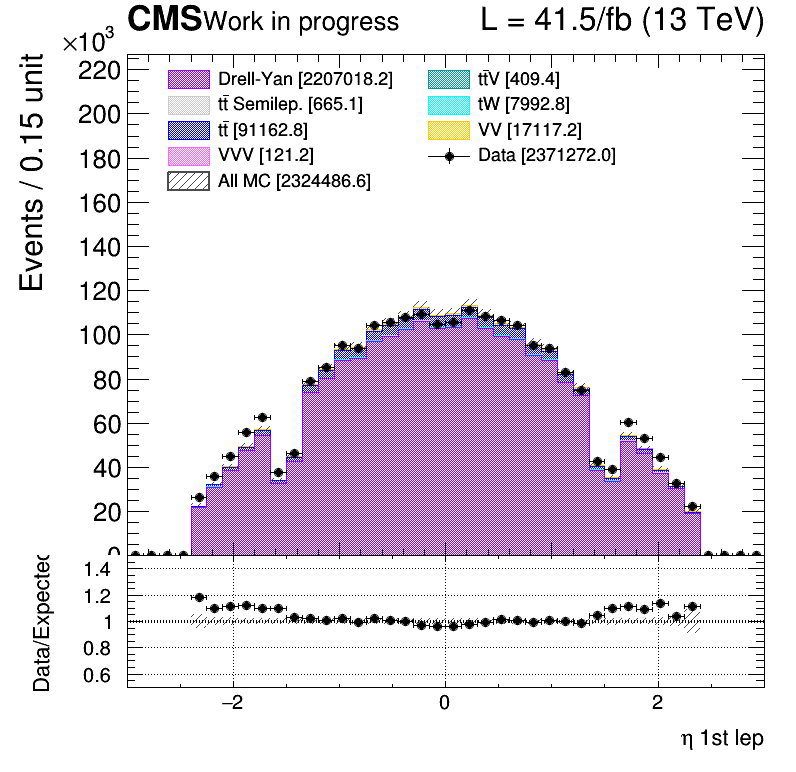 CMS Work in progress L = 41.5/fb (13 TeV)
×10³
Events / 0.15 unit
220
200
180
160
140
120
100
80
60
40
20
0
Drell-Yan [2207018.2]
tt̄ Semilep. [665.1]
tt̄ [91162.8]
VVV [121.2]
All MC [2324486.6]
tt̄V [409.4]
tW [7992.8]
VV [17117.2]
Data [2371272.0]
Data/Expected
1.4
1.2
1
0.8
0.6
−2 0 2
η 1st lep